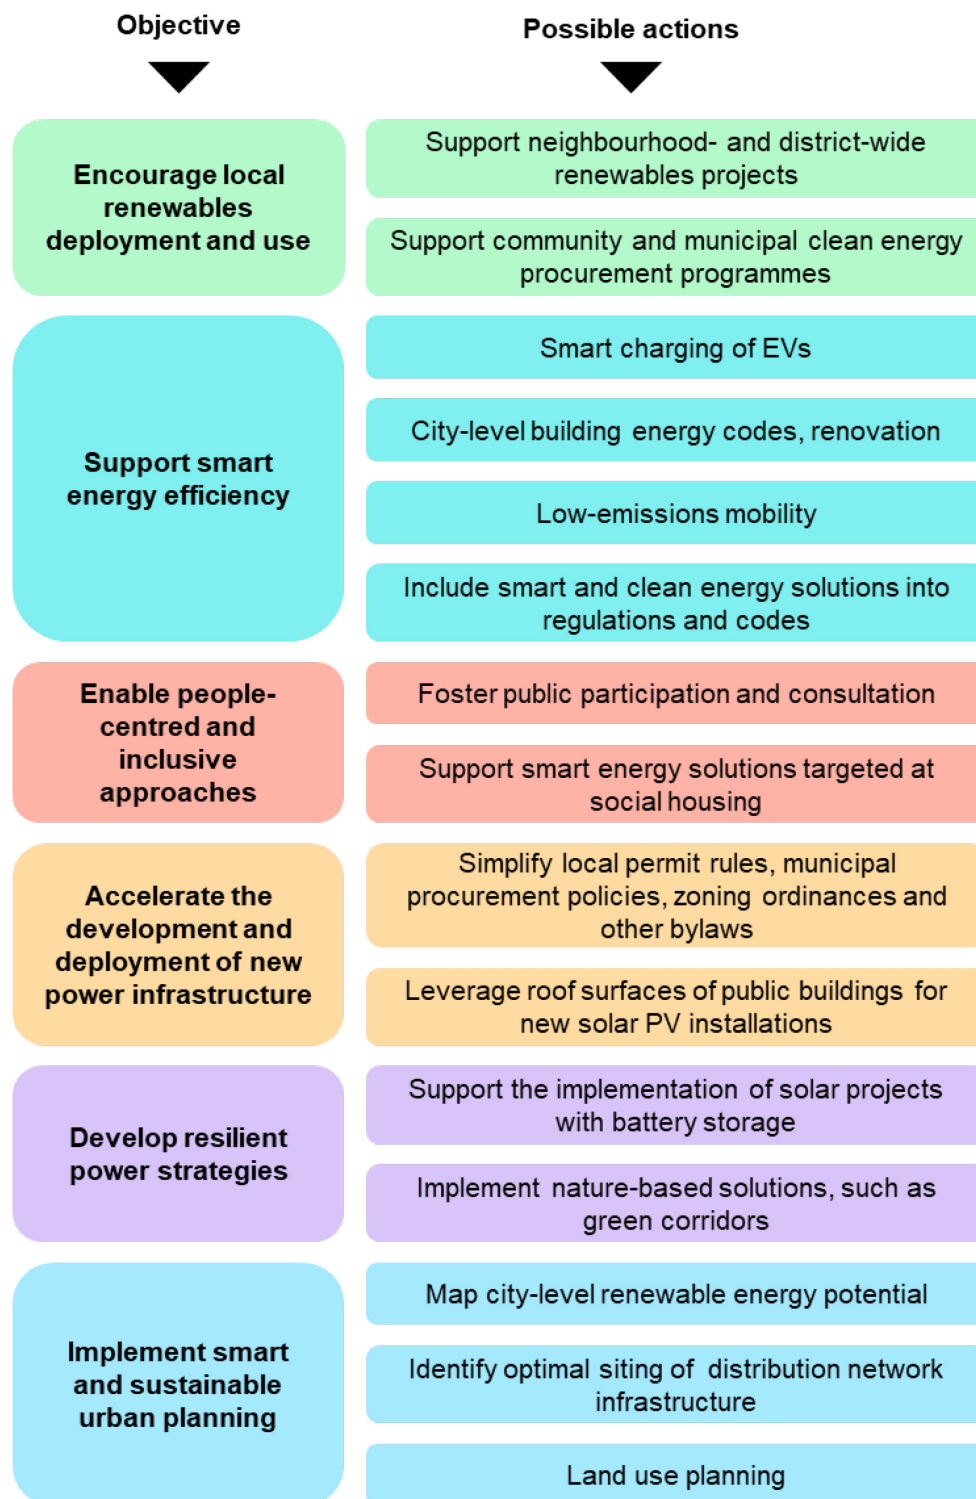 Objective
Possible actions
Encourage local
renewables
deployment and use
Support neighbourhood- and district-wide
renewables projects
Support community and municipal clean energy
procurement programmes
Support smart
energy efficiency
Smart charging of EVs
City-level building energy codes, renovation
Low-emissions mobility
Include smart and clean energy solutions into
regulations and codes
Enable people-
centred and
inclusive
approaches
Foster public participation and consultation
Support smart energy solutions targeted at
social housing
Accelerate the
development and
deployment of new
power infrastructure
Simplify local permit rules, municipal
procurement policies, zoning ordinances and
other bylaws
Leverage roof surfaces of public buildings for
new solar PV installations
Develop resilient
power strategies
Support the implementation of solar projects
with battery storage
Implement nature-based solutions, such as
green corridors
Implement smart
and sustainable
urban planning
Map city-level renewable energy potential
Identify optimal siting of distribution network
infrastructure
Land use planning